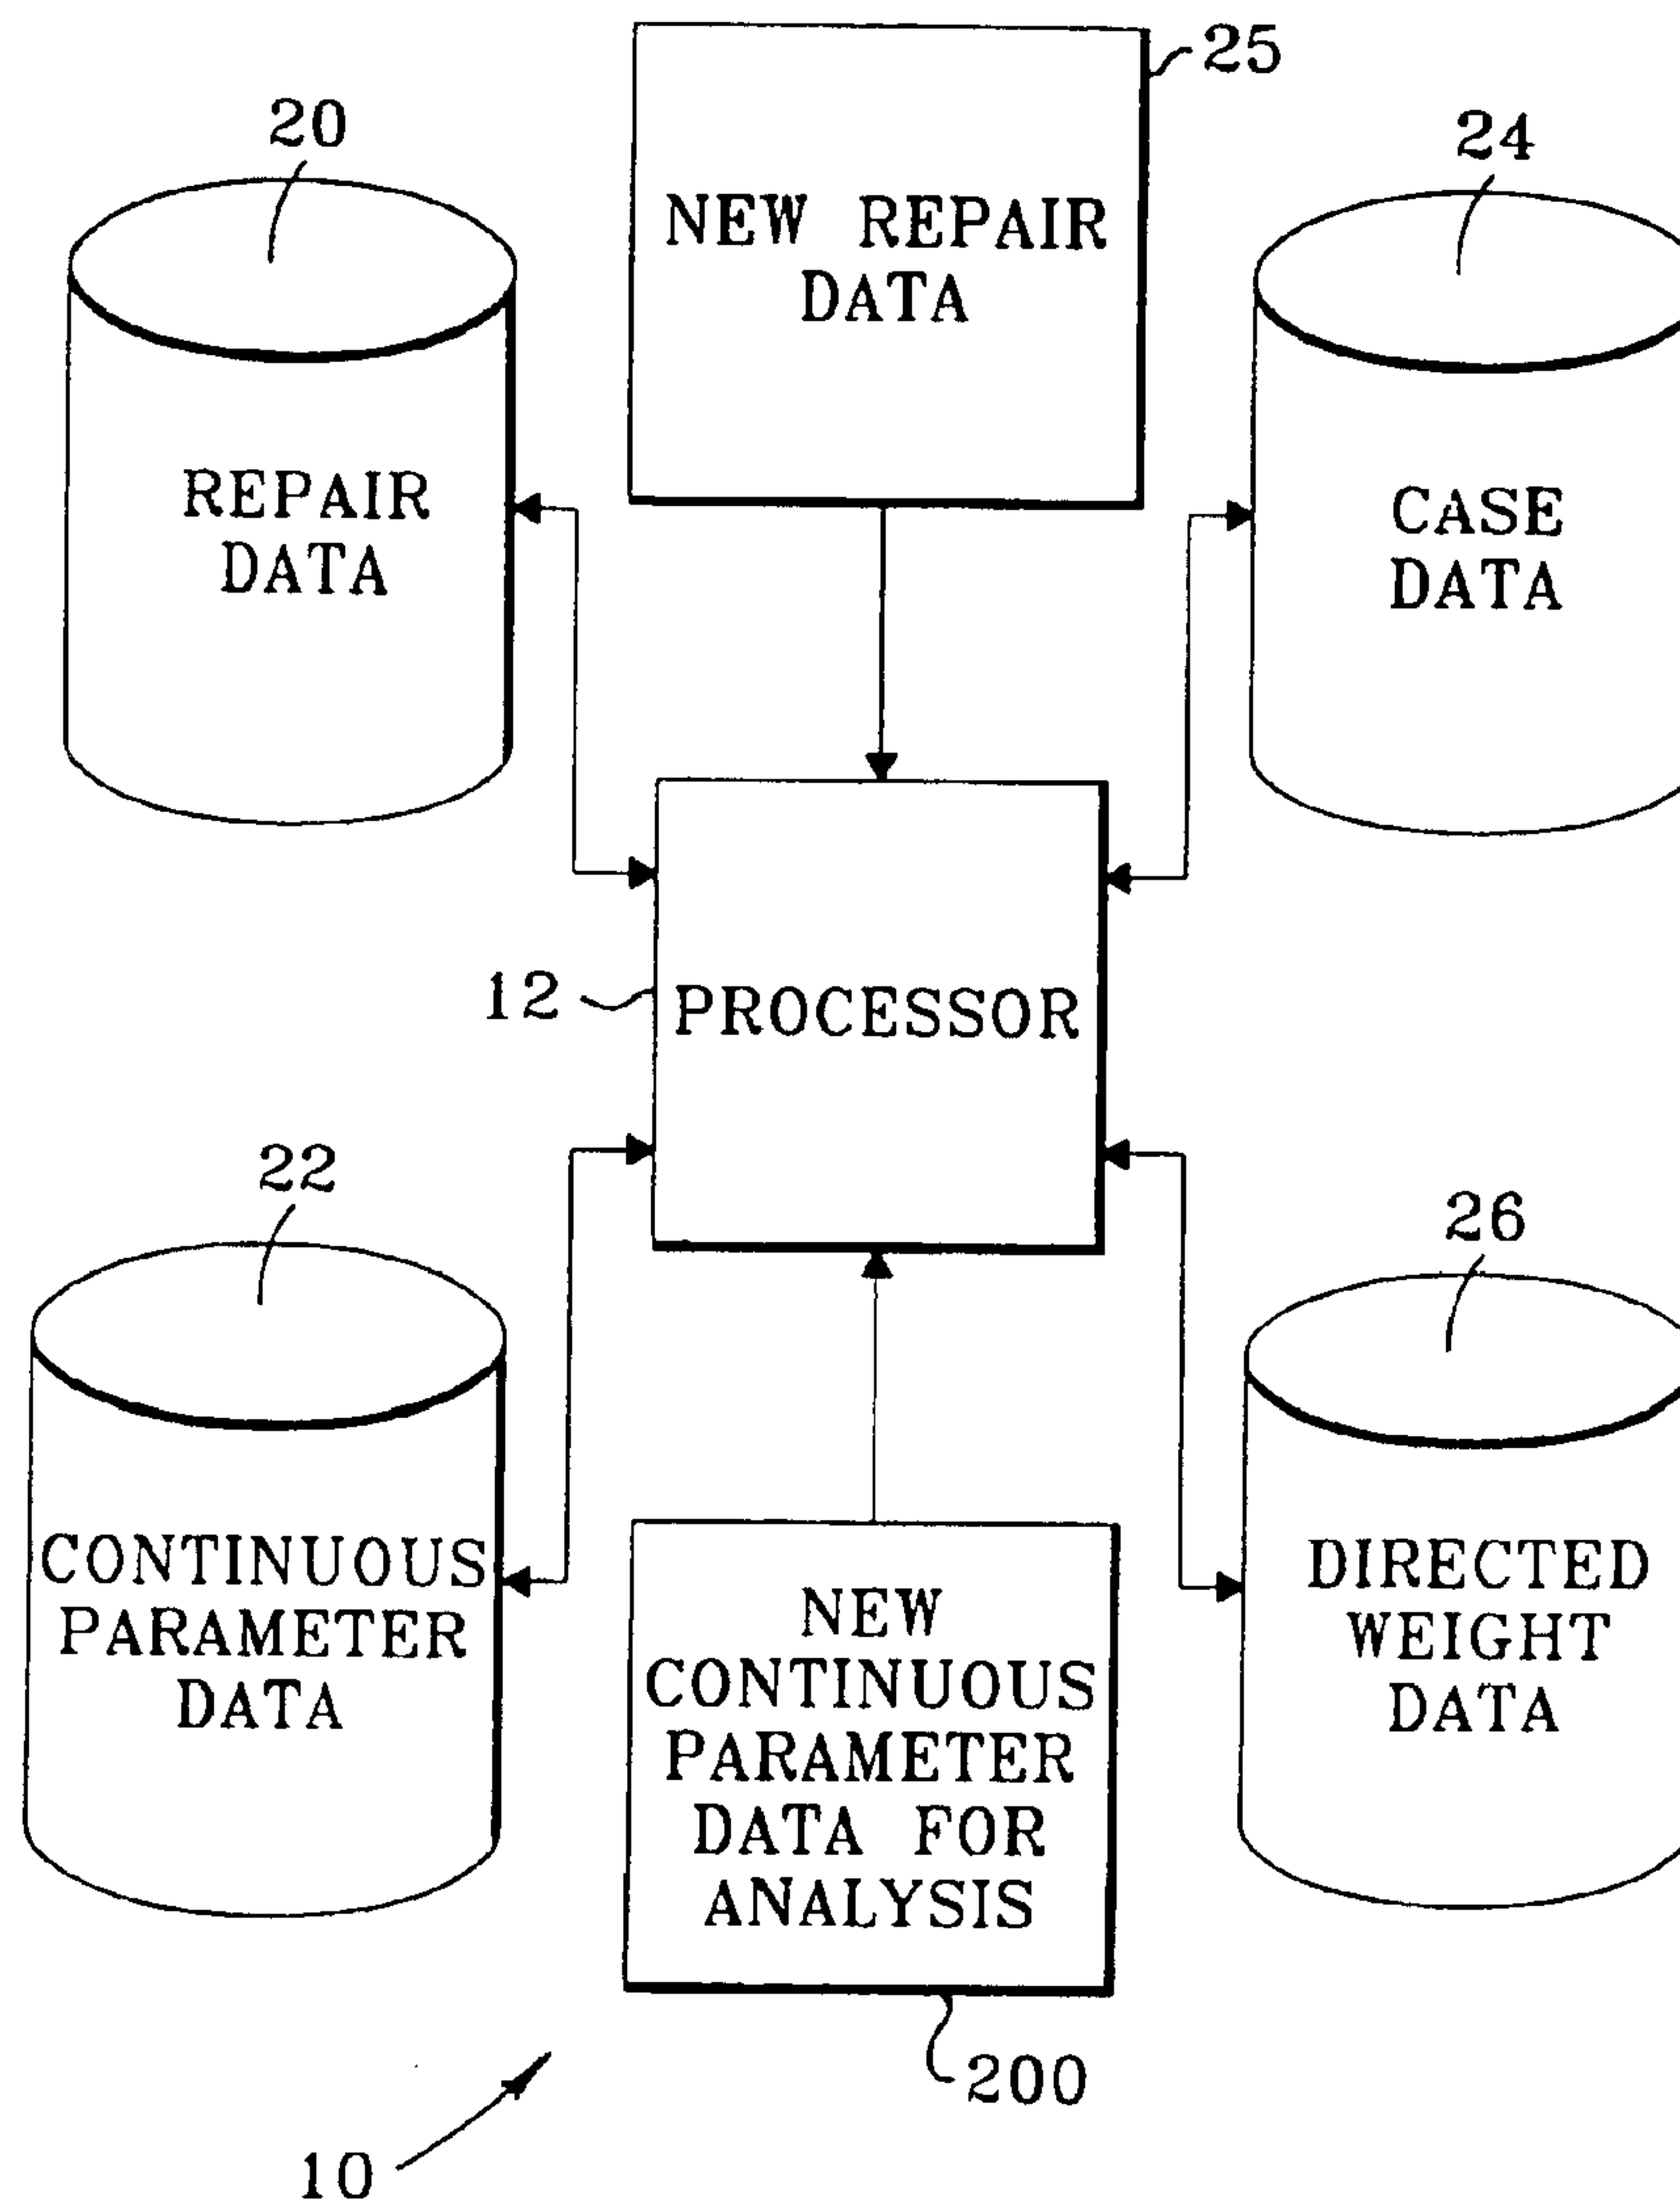 25
20
24
NEW REPAIR
DATA
REPAIR
DATA
CASE
DATA
12
PROCESSOR
22
26
CONTINUOUS
PARAMETER
DATA
NEW
CONTINUOUS
PARAMETER
DATA FOR
ANALYSIS
DIRECTED
WEIGHT
DATA
200
10